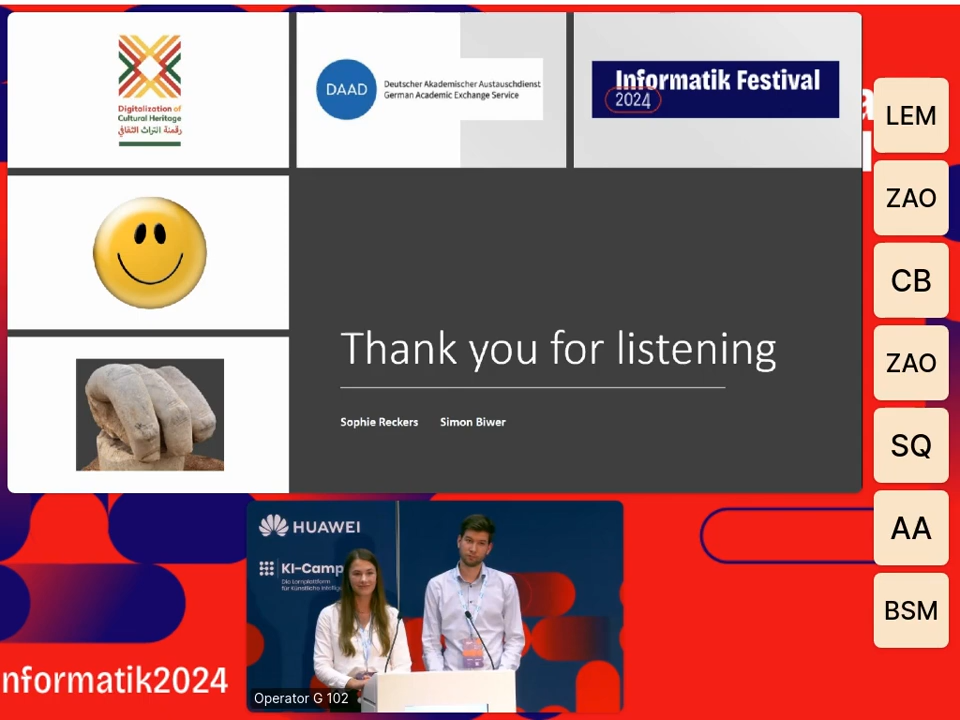 Digitalization of
Cultural Heritage
رقمنة التراث الثقافي
DAAD
Deutscher Akademischer Austauschdienst
German Academic Exchange Service
Informatik Festival
2024
LEM
ZAO
CB
ZAO
SQ
AA
BSM
Thank you for listening
Sophie Reckers Simon Biwer
HUAWEI
KI-Camp
Die Lernplattform
für Künstliche Intellige
Operator G 102
nformatik2024